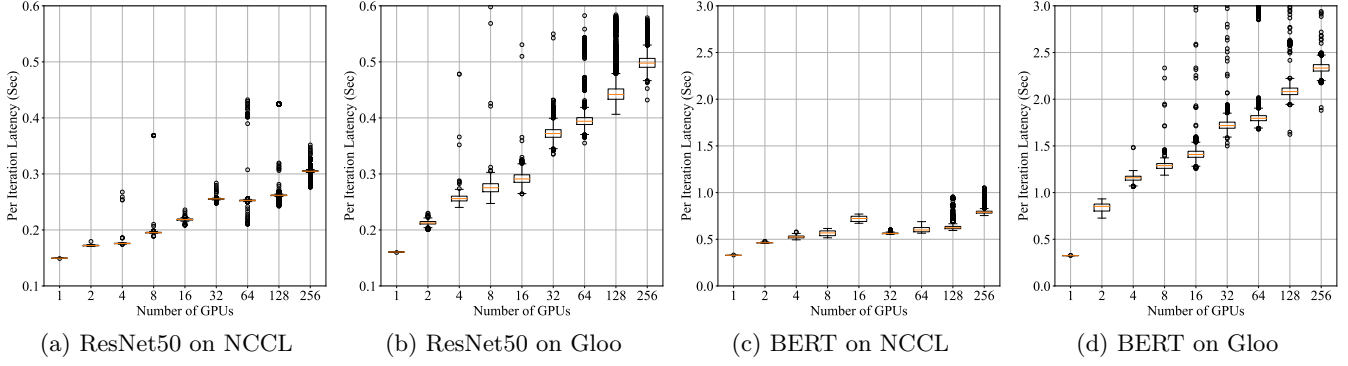 Per Iteration Latency (Sec)
0.6
0.5
0.4
0.3
0.2
0.1
1 2 4 8 16 32 64 128 256
Number of GPUs
(a) ResNet50 on NCCL
Per Iteration Latency (Sec)
0.6
0.5
0.4
0.3
0.2
0.1
1 2 4 8 16 32 64 128 256
Number of GPUs
(b) ResNet50 on Gloo
Per Iteration Latency (Sec)
3.0
2.5
2.0
1.5
1.0
0.5
0.0
1 2 4 8 16 32 64 128 256
Number of GPUs
(c) BERT on NCCL
Per Iteration Latency (Sec)
3.0
2.5
2.0
1.5
1.0
0.5
0.0
1 2 4 8 16 32 64 128 256
Number of GPUs
(d) BERT on Gloo